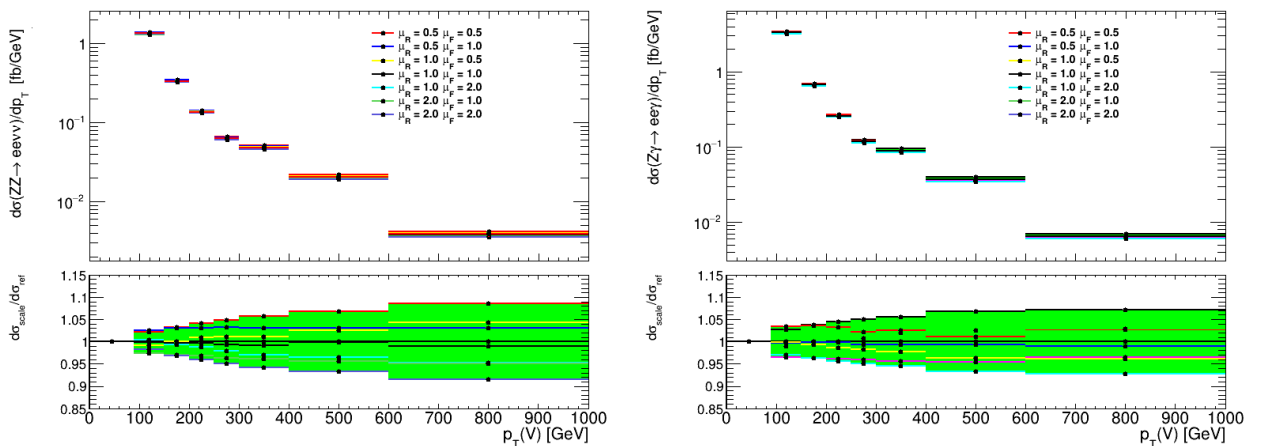 dσ(ZZ→ eeνν)/dp_T [fb/GeV]
1
10⁻¹
10⁻²
μ_R = 0.5 μ_F = 0.5
μ_R = 0.5 μ_F = 1.0
μ_R = 1.0 μ_F = 0.5
μ_R = 1.0 μ_F = 1.0
μ_R = 1.0 μ_F = 2.0
μ_R = 2.0 μ_F = 1.0
μ_R = 2.0 μ_F = 2.0
dσ_scale/dσ_ref
1.15
1.1
1.05
1
0.95
0.9
0.85
0 100 200 300 400 500 600 700 800 900 1000
p_T(V) [GeV]
dσ(Zγ→ eeγ)/dp_T [fb/GeV]
1
10⁻¹
10⁻²
μ_R = 0.5 μ_F = 0.5
μ_R = 0.5 μ_F = 1.0
μ_R = 1.0 μ_F = 0.5
μ_R = 1.0 μ_F = 1.0
μ_R = 1.0 μ_F = 2.0
μ_R = 2.0 μ_F = 1.0
μ_R = 2.0 μ_F = 2.0
dσ_scale/dσ_ref
1.15
1.1
1.05
1
0.95
0.9
0.85
0 100 200 300 400 500 600 700 800 900 1000
p_T(V) [GeV]